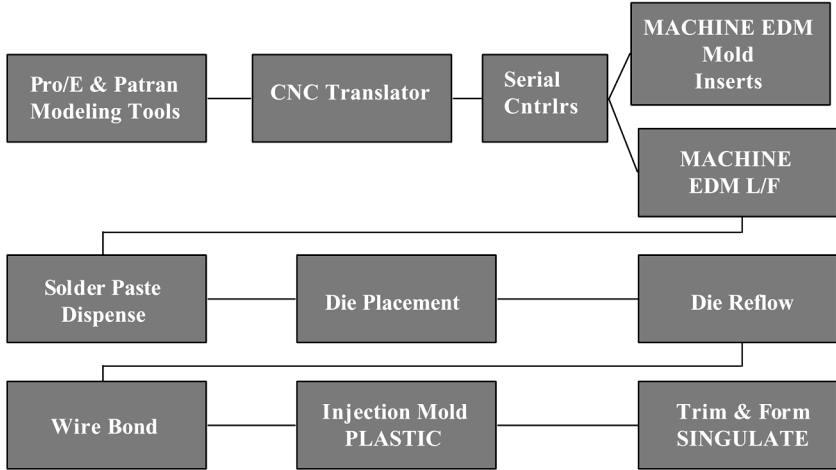 Pro/E & Patran
Modeling Tools
CNC Translator
Serial
Cntrlrs
MACHINE EDM
Mold
Inserts
MACHINE
EDM L/F
Solder Paste
Dispense
Die Placement
Die Reflow
Wire Bond
Injection Mold
PLASTIC
Trim & Form
SINGULATE